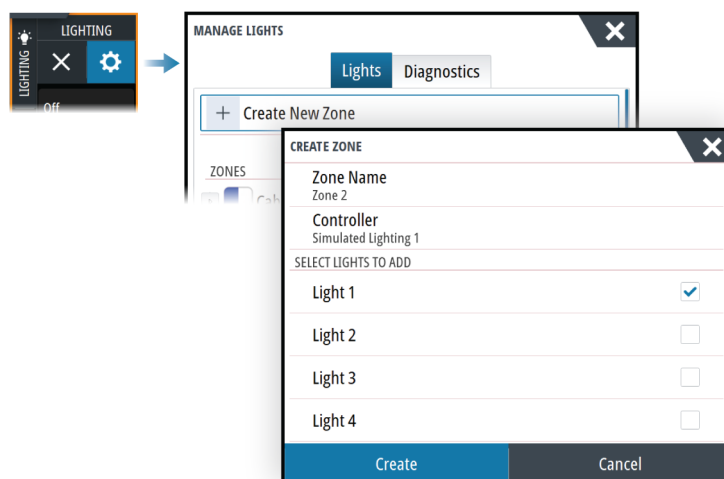 LIGHTING
LIGHTING
Off
MANAGE LIGHTS
Lights Diagnostics
+ Create New Zone
ZONES
CREATE ZONE
Zone Name
Zone 2
Controller
Simulated Lighting 1
SELECT LIGHTS TO ADD
Light 1
Light 2
Light 3
Light 4
Create Cancel